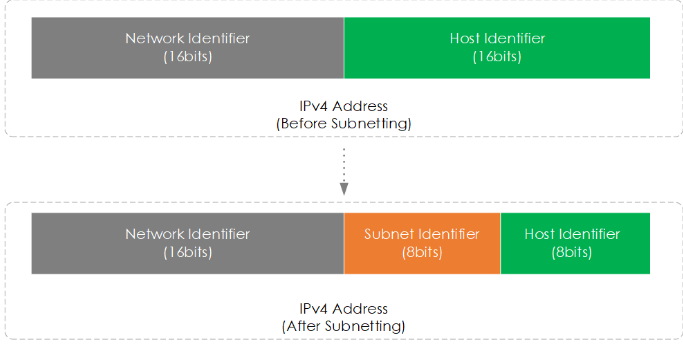 Network Identifier
(16bits)
Host Identifier
(16bits)
IPv4 Address
(Before Subnetting)
Network Identifier
(16bits)
Subnet Identifier
(8bits)
Host Identifier
(8bits)
IPv4 Address
(After Subnetting)